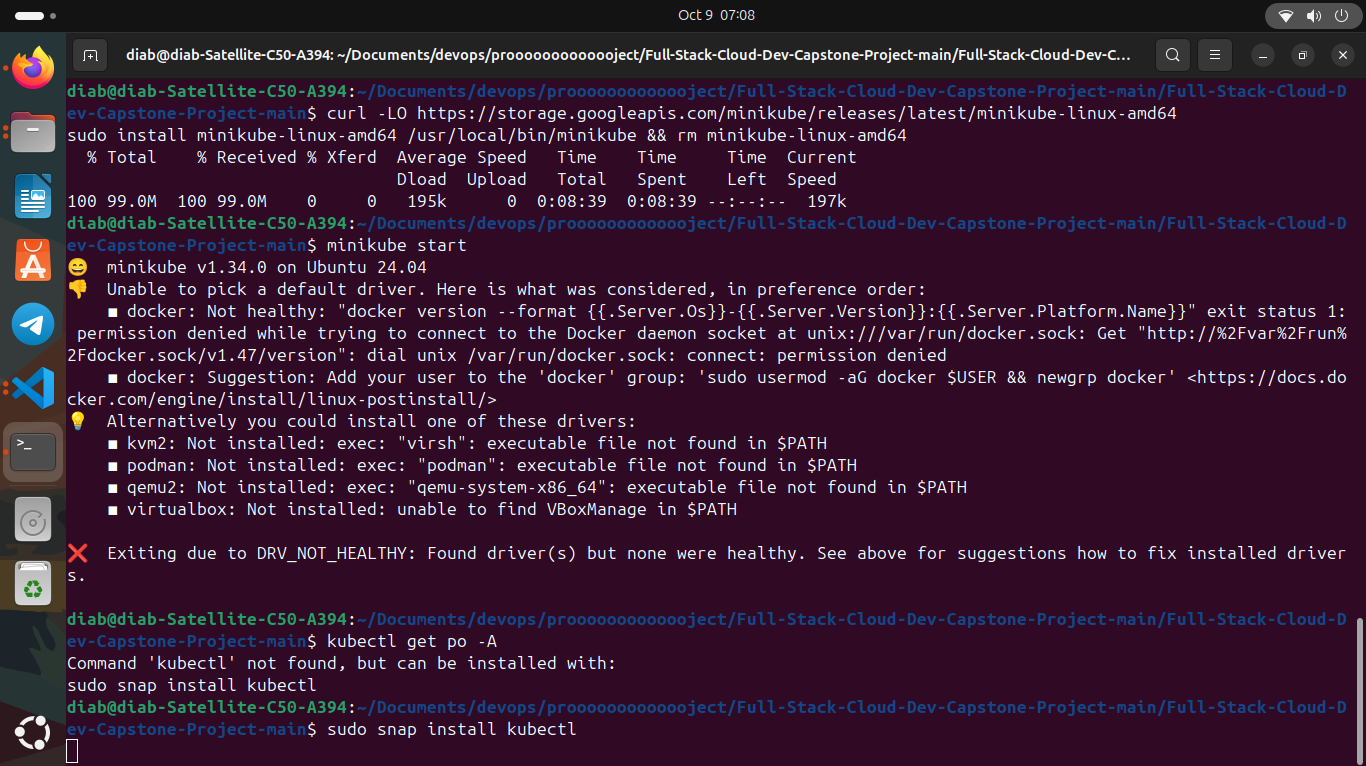 Oct 9 07:08
diab@diab-Satellite-C50-A394: ~/Documents/devops/prooooooooooooject/Full-Stack-Cloud-Dev-Capstone-Project-main/Full-Stack-Cloud-Dev-C...
diab@diab-Satellite-C50-A394:~/Documents/devops/prooooooooooooject/Full-Stack-Cloud-Dev-Capstone-Project-main/Full-Stack-Cloud-D
ev-Capstone-Project-main$ curl -LO https://storage.googleapis.com/minikube/releases/latest/minikube-linux-amd64
sudo install minikube-linux-amd64 /usr/local/bin/minikube && rm minikube-linux-amd64
  % Total    % Received % Xferd  Average Speed   Time    Time     Time  Current
                                 Dload  Upload   Total   Spent    Left  Speed
100 99.0M  100 99.0M    0     0   195k      0  0:08:39  0:08:39 --:--:--  197k
diab@diab-Satellite-C50-A394:~/Documents/devops/prooooooooooooject/Full-Stack-Cloud-Dev-Capstone-Project-main/Full-Stack-Cloud-D
ev-Capstone-Project-main$ minikube start
😄  minikube v1.34.0 on Ubuntu 24.04
👎  Unable to pick a default driver. Here is what was considered, in preference order:
    ■ docker: Not healthy: "docker version --format {{.Server.Os}}-{{.Server.Version}}:{{.Server.Platform.Name}}" exit status 1:
 permission denied while trying to connect to the Docker daemon socket at unix:///var/run/docker.sock: Get "http://%2Fvar%2Frun%
2Fdocker.sock/v1.47/version": dial unix /var/run/docker.sock: connect: permission denied
    ■ docker: Suggestion: Add your user to the 'docker' group: 'sudo usermod -aG docker $USER && newgrp docker' <https://docs.do
cker.com/engine/install/linux-postinstall/>
💡  Alternatively you could install one of these drivers:
    ■ kvm2: Not installed: exec: "virsh": executable file not found in $PATH
    ■ podman: Not installed: exec: "podman": executable file not found in $PATH
    ■ qemu2: Not installed: exec: "qemu-system-x86_64": executable file not found in $PATH
    ■ virtualbox: Not installed: unable to find VBoxManage in $PATH
❌  Exiting due to DRV_NOT_HEALTHY: Found driver(s) but none were healthy. See above for suggestions how to fix installed driver
s.
diab@diab-Satellite-C50-A394:~/Documents/devops/prooooooooooooject/Full-Stack-Cloud-Dev-Capstone-Project-main/Full-Stack-Cloud-D
ev-Capstone-Project-main$ kubectl get po -A
Command 'kubectl' not found, but can be installed with:
sudo snap install kubectl
diab@diab-Satellite-C50-A394:~/Documents/devops/prooooooooooooject/Full-Stack-Cloud-Dev-Capstone-Project-main/Full-Stack-Cloud-D
ev-Capstone-Project-main$ sudo snap install kubectl